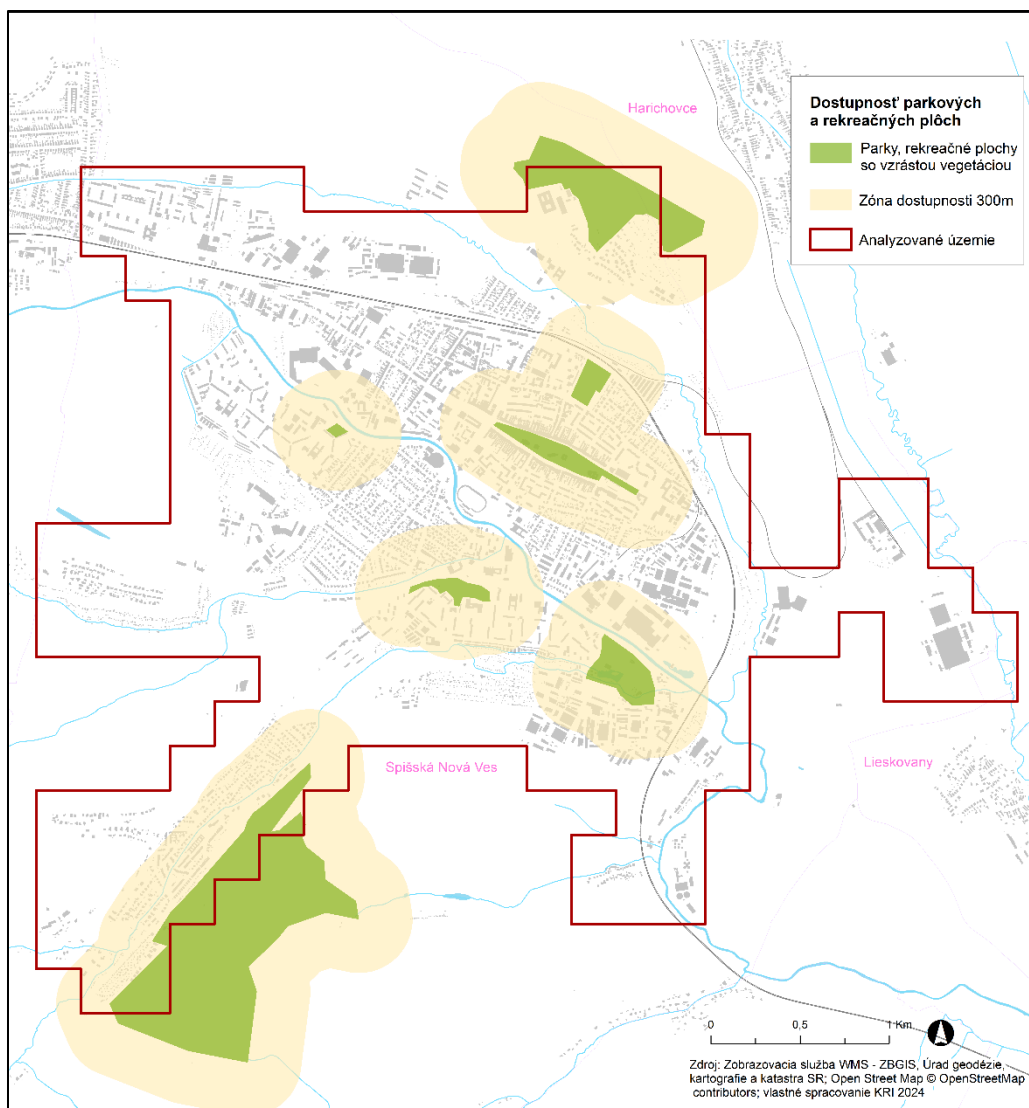 Harichovce
Dostupnosť parkových
a rekreačných plôch
Parky, rekreačné plochy
so vzrástou vegetáciou
Zóna dostupnosti 300m
Analyzované územie
Spišská Nová Ves
Lieskovany
0 0,5 1 Km
Zdroj: Zobrazovacia služba WMS - ZBGIS, Úrad geodézie,
kartografie a katastra SR; Open Street Map © OpenStreetMap
contributors; vlastné spracovanie KRI 2024